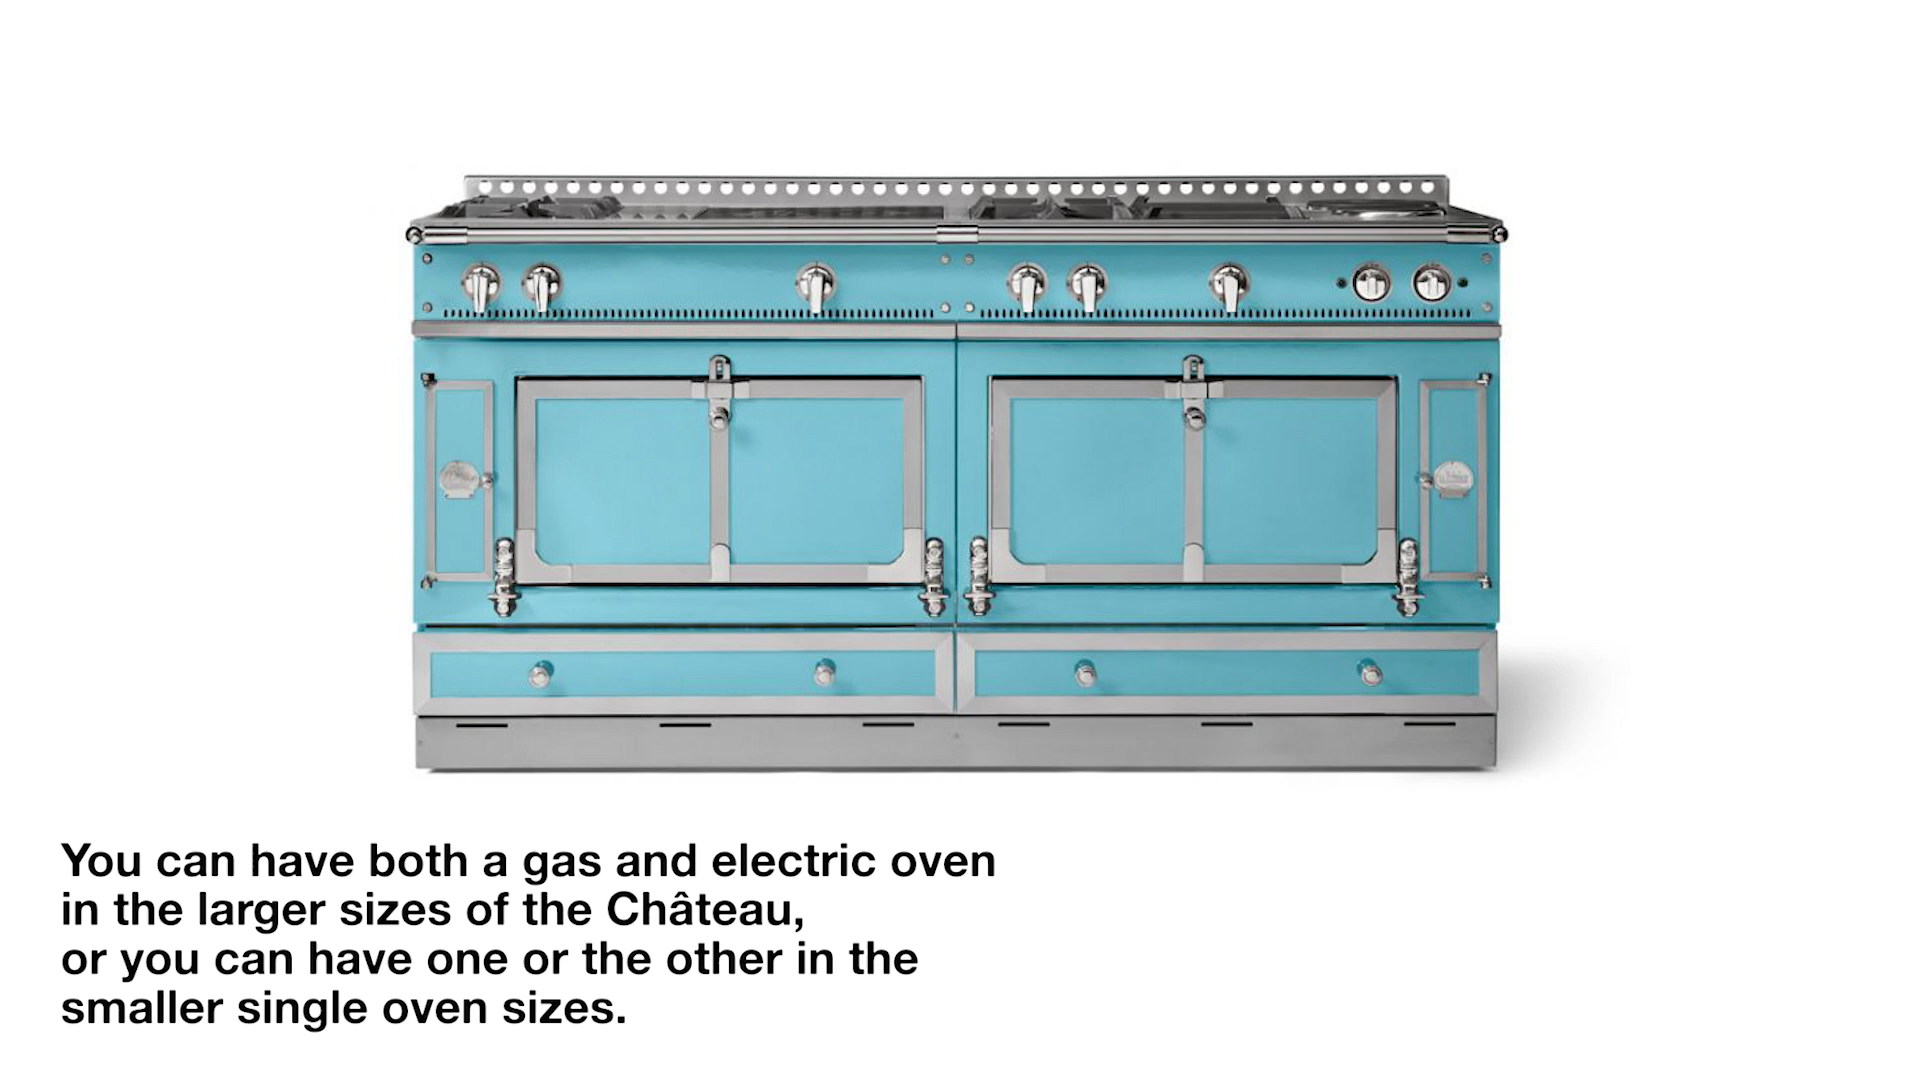 You can have both a gas and electric oven
in the larger sizes of the Château,
or you can have one or the other in the
smaller single oven sizes.